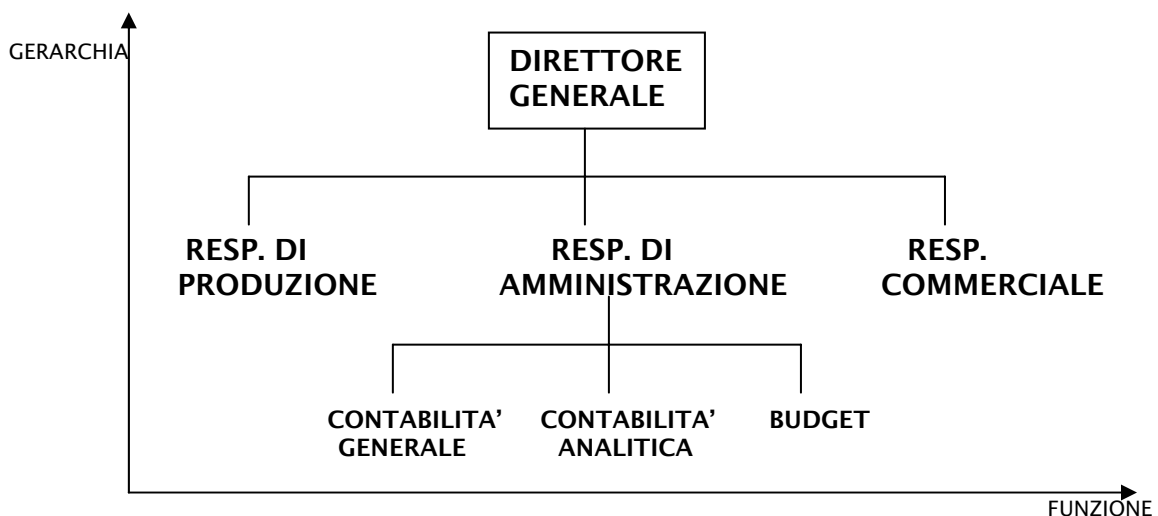 GERARCHIA
DIRETTORE
GENERALE
RESP. DI
PRODUZIONE
RESP. DI
AMMINISTRAZIONE
RESP.
COMMERCIALE
CONTABILITA’
GENERALE
CONTABILITA’
ANALITICA
BUDGET
FUNZIONE